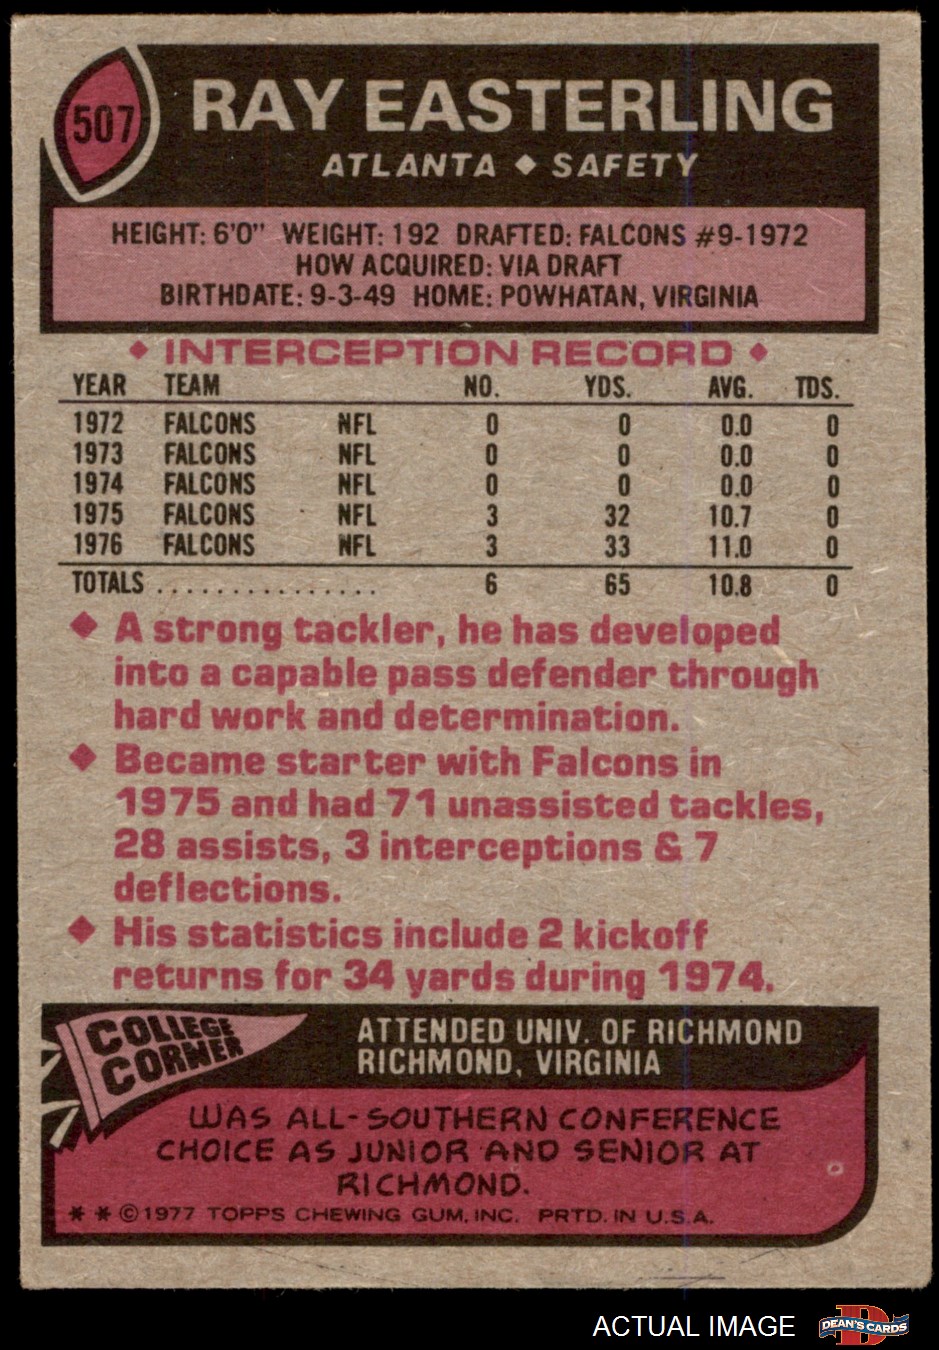 507
RAY EASTERLING
ATLANTA ◆ SAFETY
HEIGHT: 6'0" WEIGHT: 192 DRAFTED: FALCONS #9-1972
HOW ACQUIRED: VIA DRAFT
BIRTHDATE: 9-3-49 HOME: POWHATAN, VIRGINIA
◆ INTERCEPTION RECORD ◆
YEAR TEAM NO. YDS. AVG. TDS.
1972 FALCONS NFL 0 0 0.0 0
1973 FALCONS NFL 0 0 0.0 0
1974 FALCONS NFL 0 0 0.0 0
1975 FALCONS NFL 3 32 10.7 0
1976 FALCONS NFL 3 33 11.0 0
TOTALS . . . . . . . . . . . . . . . 6 65 10.8 0
◆ A strong tackler, he has developed
into a capable pass defender through
hard work and determination.
◆ Became starter with Falcons in
1975 and had 71 unassisted tackles,
28 assists, 3 interceptions & 7
deflections.
◆ His statistics include 2 kickoff
returns for 34 yards during 1974.
COLLEGE
CORNER
ATTENDED UNIV. OF RICHMOND
RICHMOND, VIRGINIA
WAS ALL-SOUTHERN CONFERENCE
CHOICE AS JUNIOR AND SENIOR AT
RICHMOND.
* * © 1977 TOPPS CHEWING GUM, INC. PRTD. IN U.S.A.
ACTUAL IMAGE
D
DEAN'S CARDS